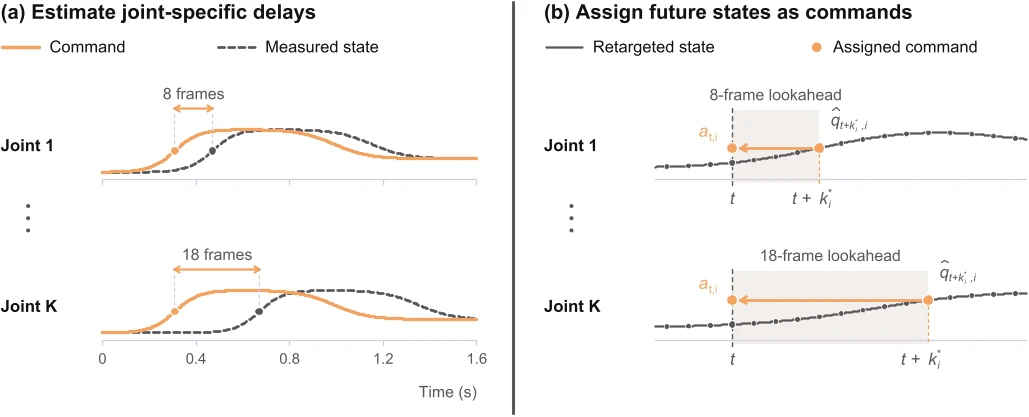 (a) Estimate joint-specific delays
Command
Measured state
8 frames
Joint 1
18 frames
Joint K
0 0.4 0.8 1.2 1.6
Time (s)
(b) Assign future states as commands
Retargeted state
Assigned command
8-frame lookahead
a_{t,i}
\hat{q}_{t+k_i^*,i}
Joint 1
t
t + k_i^*
18-frame lookahead
a_{t,i}
\hat{q}_{t+k_i^*,i}
Joint K
t
t + k_i^*